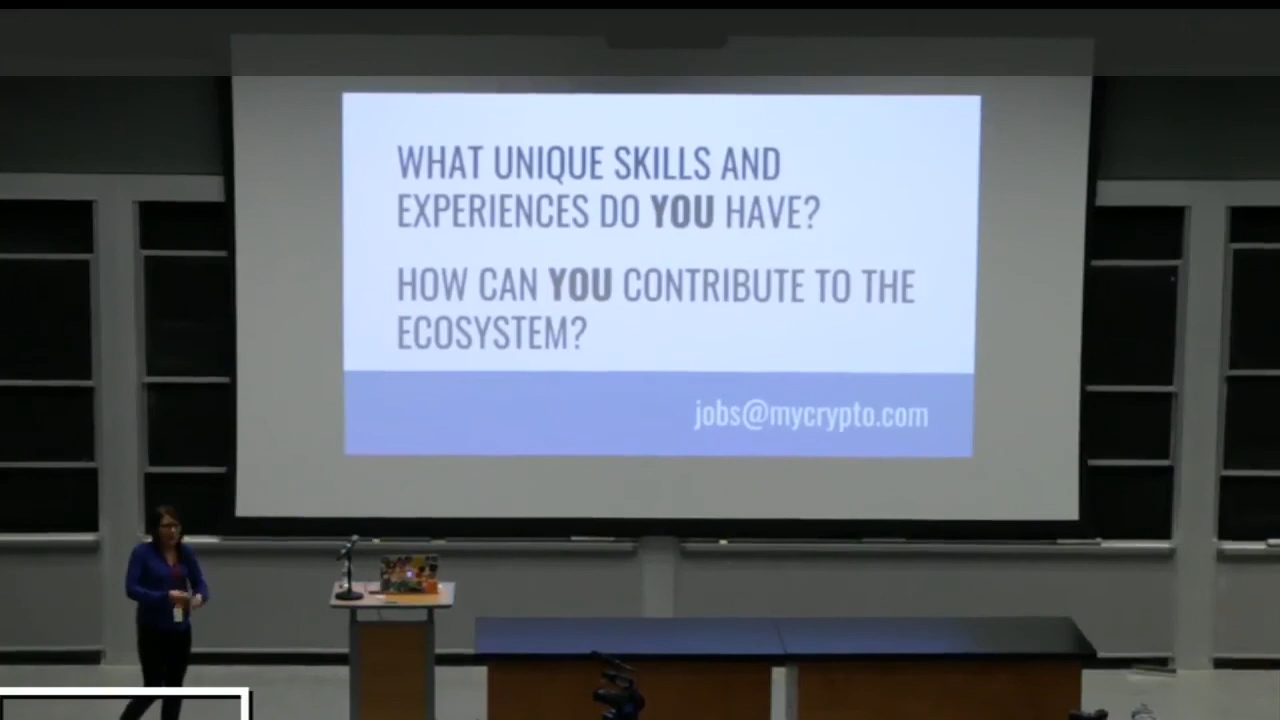 WHAT UNIQUE SKILLS AND
EXPERIENCES DO YOU HAVE?
HOW CAN YOU CONTRIBUTE TO THE
ECOSYSTEM?
jobs@mycrypto.com